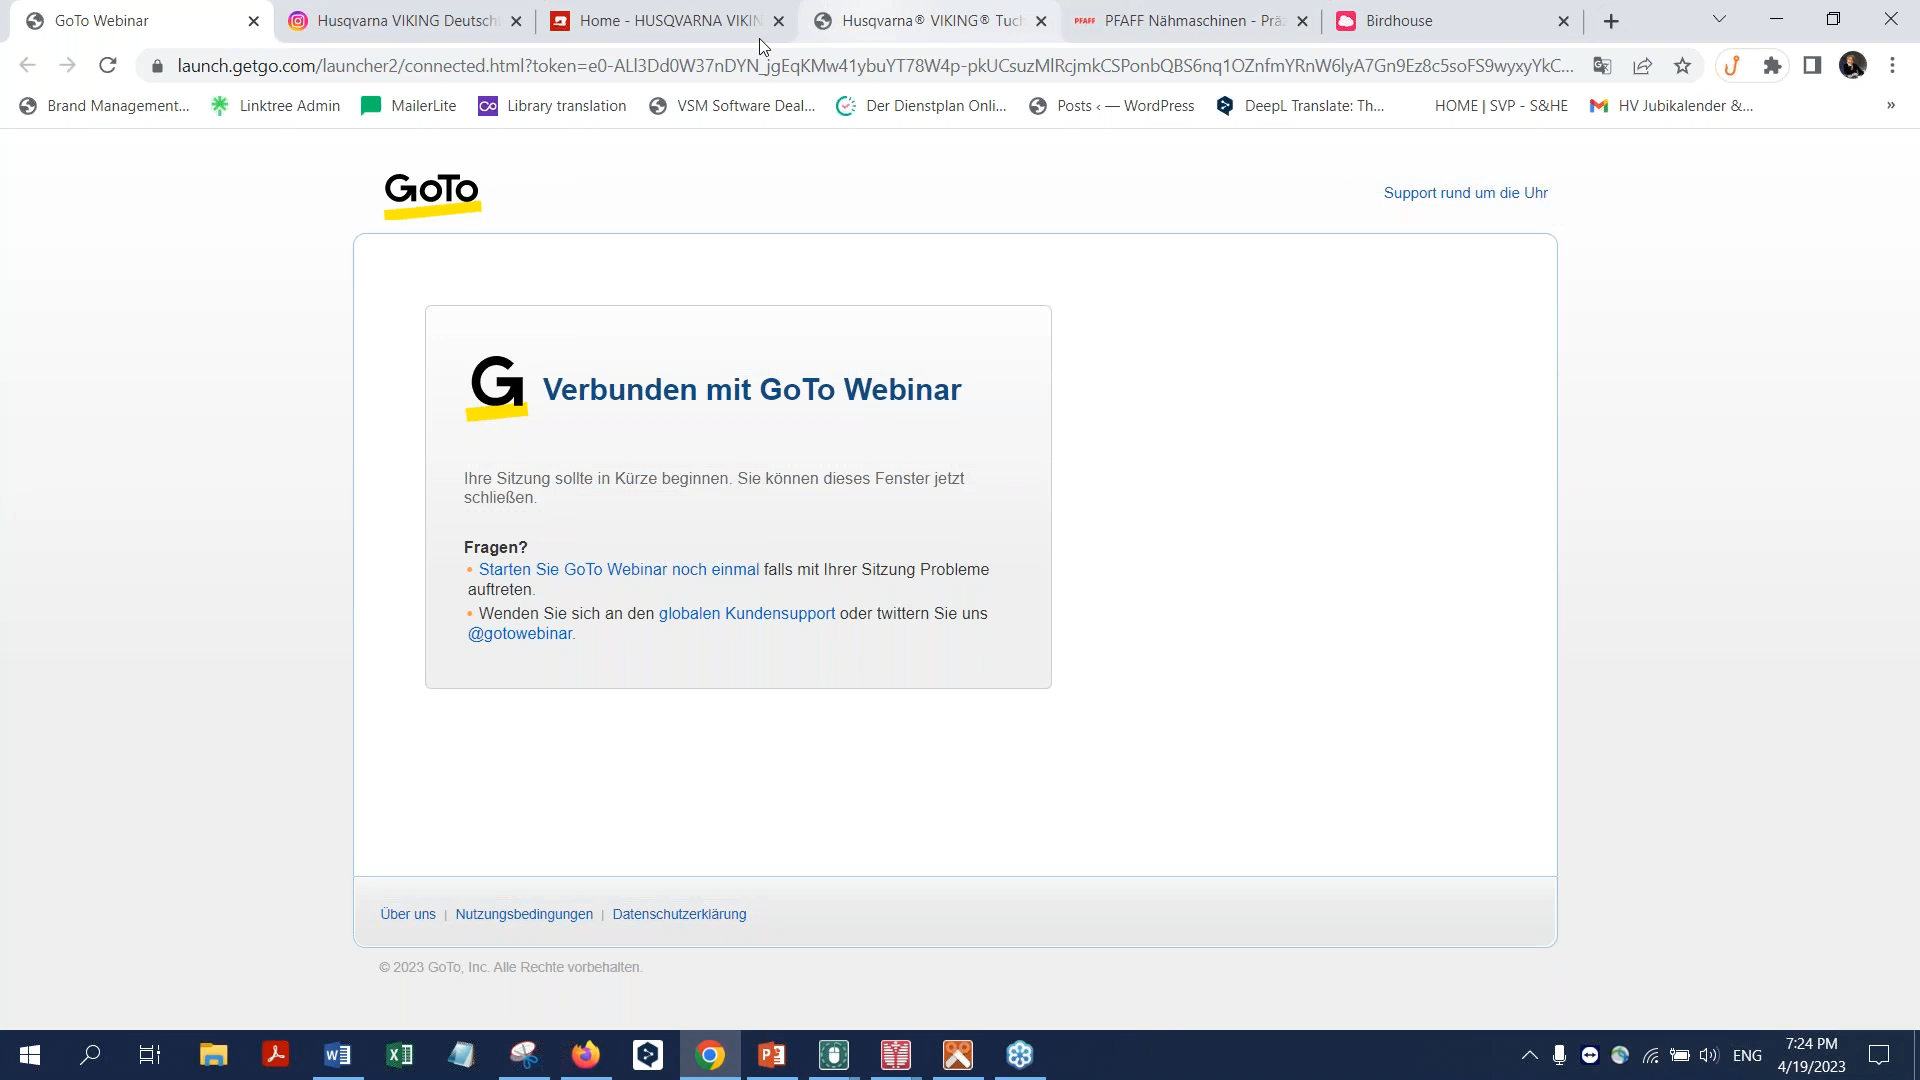 GoTo Webinar
Husqvarna VIKING Deutsch
Home - HUSQVARNA VIKIN
Husqvarna® VIKING® Tuch
PFAFF PFAFF Nähmaschinen - Prä
Birdhouse
launch.getgo.com/launcher2/connected.html?token=e0-ALl3Dd0W37nDYN_jgEqKMw41ybuYT78W4p-pkUCsuzMlRcjmkCSPonbQBS6nq1OZnfmYRnW6lyA7Gn9Ez8c5soFS9wyxyYkC...
Brand Management...
Linktree Admin
MailerLite
Library translation
VSM Software Deal...
Der Dienstplan Onli...
Posts ‹ — WordPress
DeepL Translate: Th...
HOME | SVP - S&HE
HV Jubikalender &...
»
GoTo
Support rund um die Uhr
G Verbunden mit GoTo Webinar
Ihre Sitzung sollte in Kürze beginnen. Sie können dieses Fenster jetzt
schließen.
Fragen?
• Starten Sie GoTo Webinar noch einmal falls mit Ihrer Sitzung Probleme
auftreten.
• Wenden Sie sich an den globalen Kundensupport oder twittern Sie uns
@gotowebinar.
Über uns | Nutzungsbedingungen | Datenschutzerklärung
© 2023 GoTo, Inc. Alle Rechte vorbehalten.
ENG
7:24 PM
4/19/2023